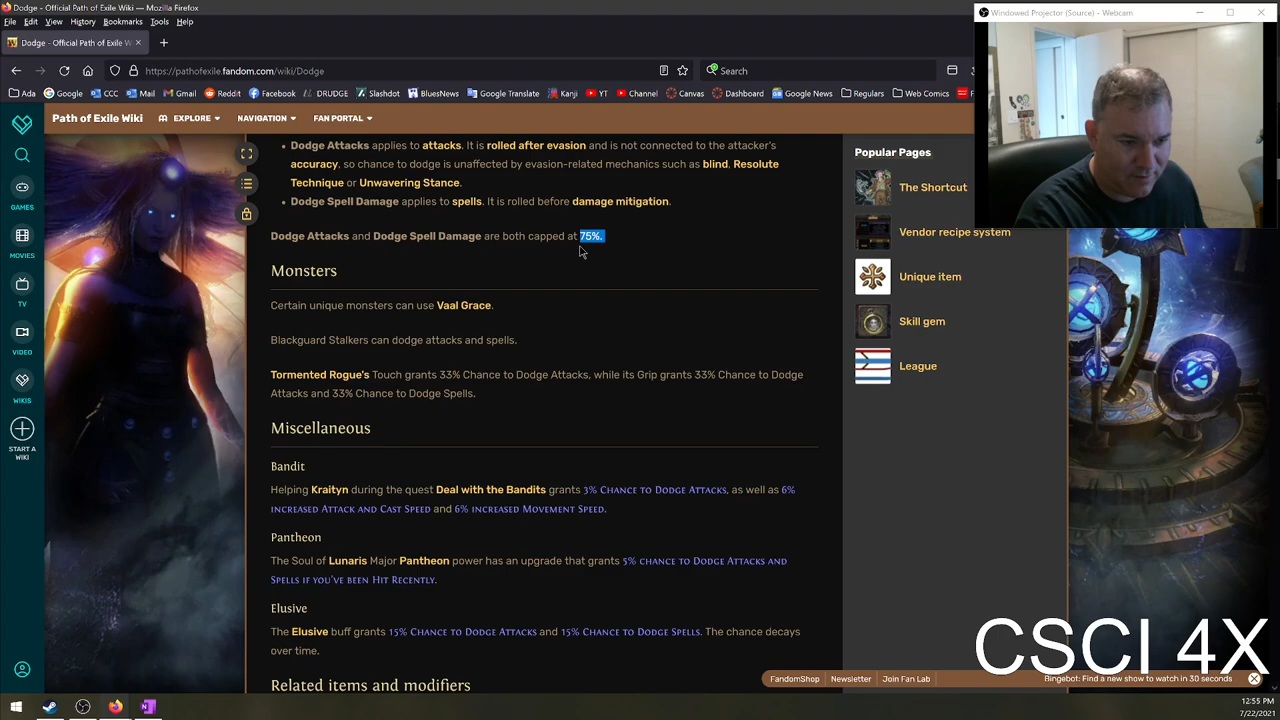 Dodge - Official Path of Exile Wiki — Mozilla Firefox
File Edit View History Bookmarks Tools Help
Dodge - Official Path of Exile Wi
https://pathofexile.fandom.com/wiki/Dodge
Search
Ada Google CCC Mail Gmail Reddit Facebook DRUDGE Slashdot BluesNews Google Translate Kanji YT Channel Canvas Dashboard Google News Regulars Web Comics
Windowed Projector (Source) - Webcam
Path of Exile Wiki
EXPLORE NAVIGATION FAN PORTAL
GAMES
MOVIES
TV
VIDEO
WIKIS
START A
WIKI
• Dodge Attacks applies to attacks. It is rolled after evasion and is not connected to the attacker's
accuracy, so chance to dodge is unaffected by evasion-related mechanics such as blind, Resolute
Technique or Unwavering Stance.
• Dodge Spell Damage applies to spells. It is rolled before damage mitigation.
Dodge Attacks and Dodge Spell Damage are both capped at 75%.
Monsters
Certain unique monsters can use Vaal Grace.
Blackguard Stalkers can dodge attacks and spells.
Tormented Rogue's Touch grants 33% Chance to Dodge Attacks, while its Grip grants 33% Chance to Dodge
Attacks and 33% Chance to Dodge Spells.
Miscellaneous
Bandit
Helping Kraityn during the quest Deal with the Bandits grants 3% Chance to Dodge Attacks, as well as 6%
increased Attack and Cast Speed and 6% increased Movement Speed.
Pantheon
The Soul of Lunaris Major Pantheon power has an upgrade that grants 5% chance to Dodge Attacks and
Spells if you've been Hit Recently.
Elusive
The Elusive buff grants 15% Chance to Dodge Attacks and 15% Chance to Dodge Spells. The chance decays
over time.
Related items and modifiers
Popular Pages
The Shortcut
Vendor recipe system
Unique item
Skill gem
League
CSCI 4X
FandomShop Newsletter Join Fan Lab Bingebot: Find a new show to watch in 30 seconds
12:55 PM
7/22/2021